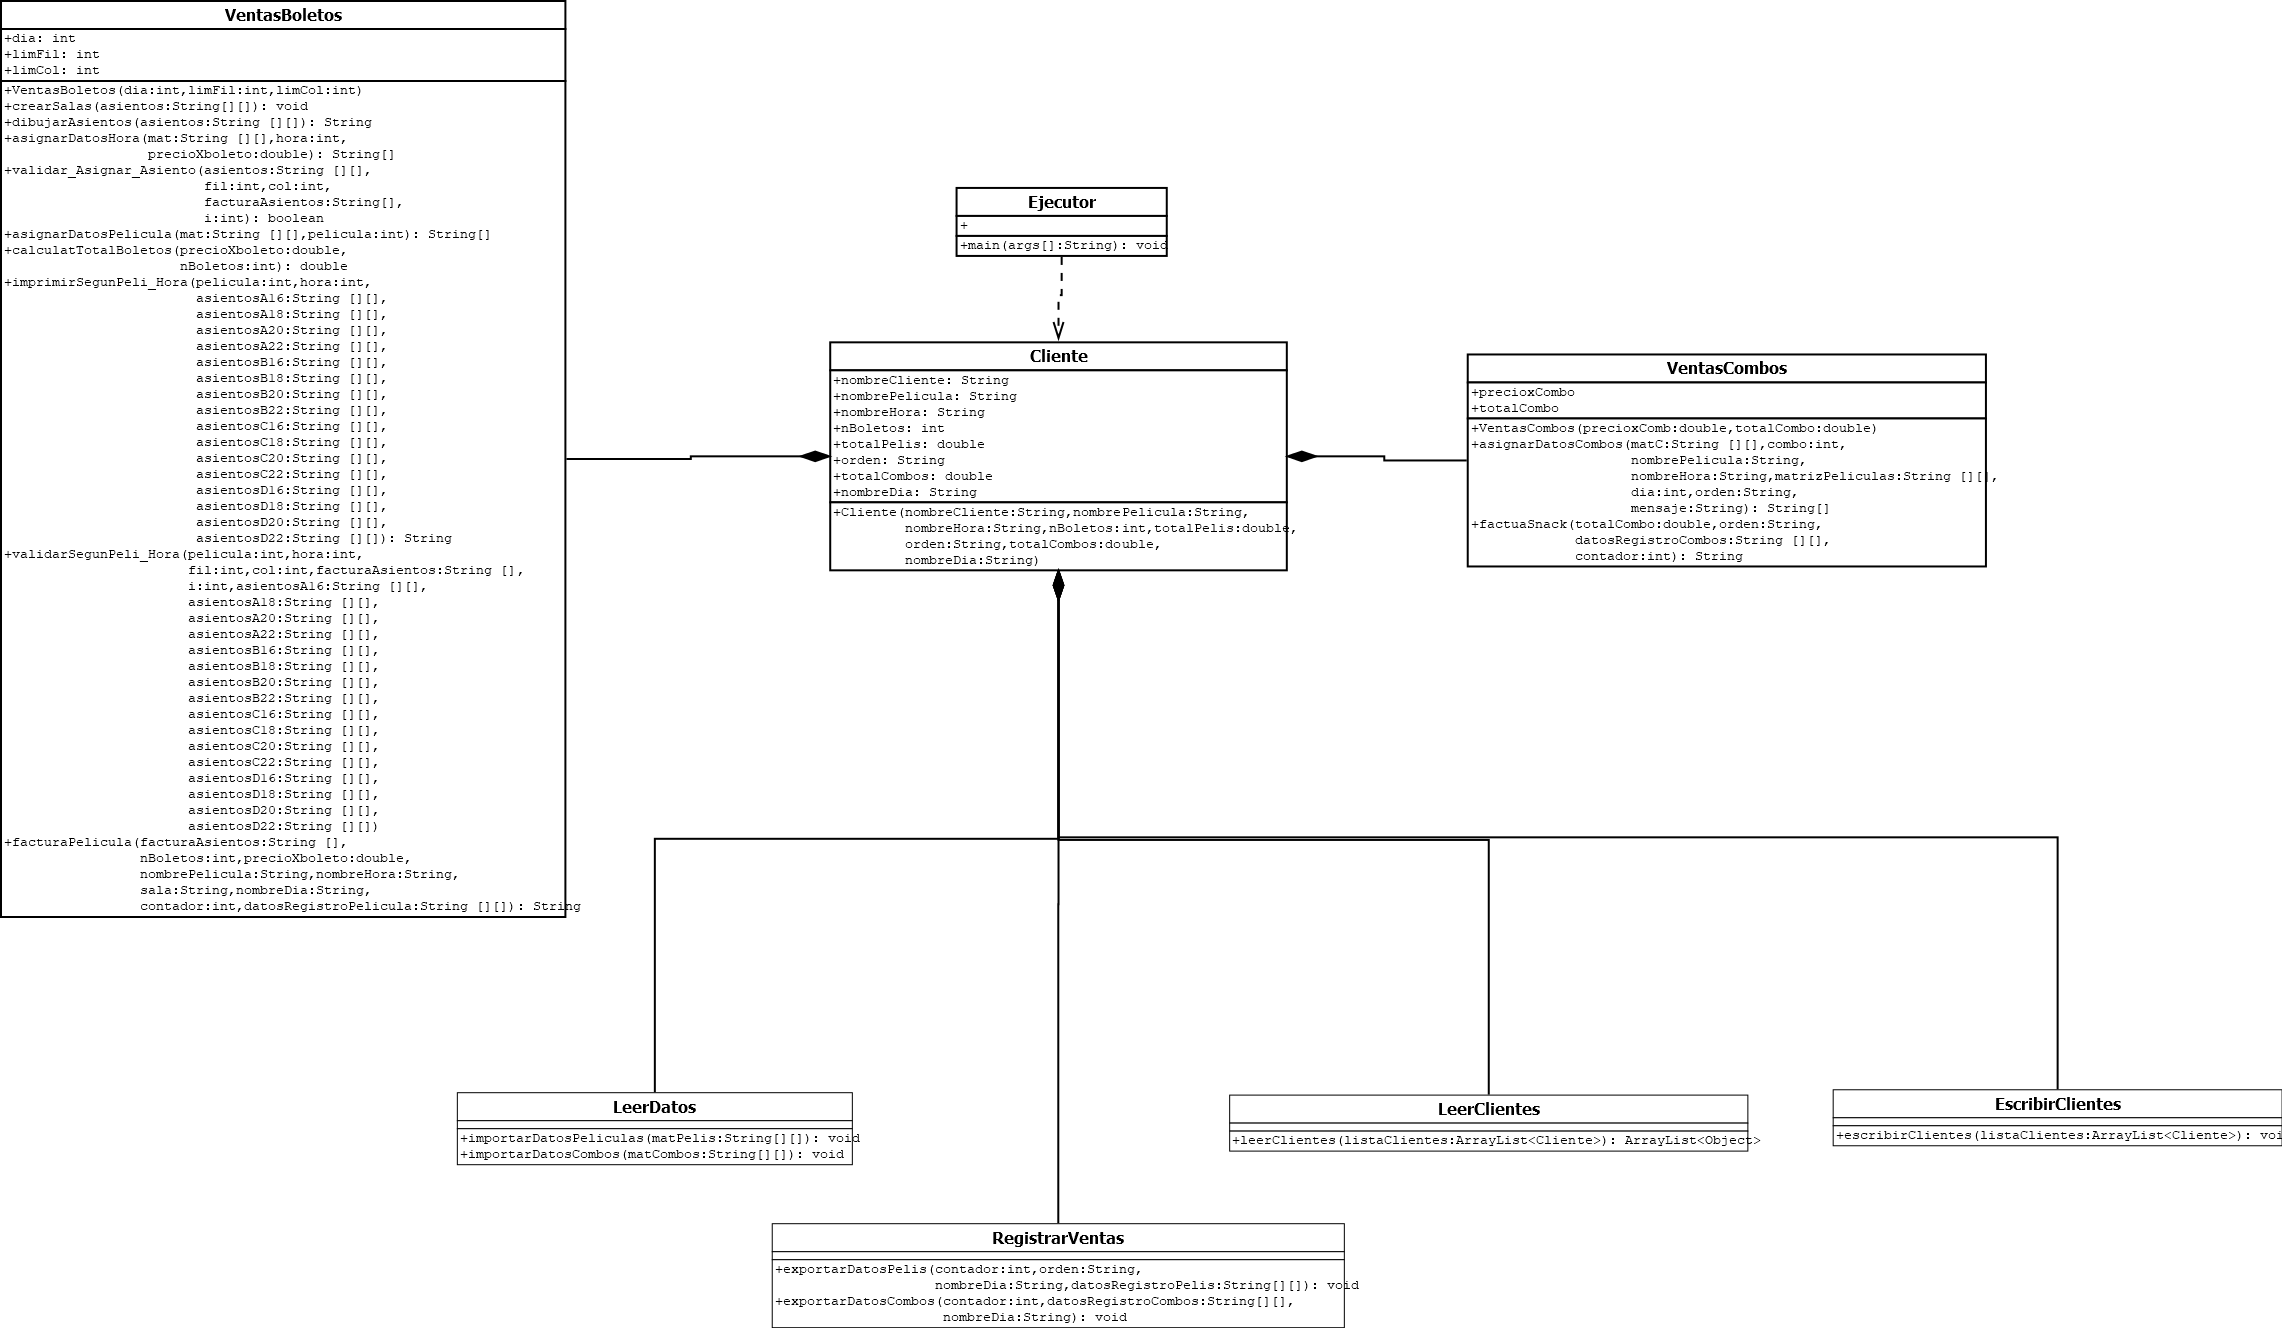 VentasBoletos
+dia: int
+limFil: int
+limCol: int
+VentasBoletos(dia:int,limFil:int,limCol:int)
+crearSalas(asientos:String[][]): void
+dibujarAsientos(asientos:String [][]): String
+asignarDatosHora(mat:String [][],hora:int,
precioXboleto:double): String[]
+validar_Asignar_Asiento(asientos:String [][],
fil:int,col:int,
facturaAsientos:String[],
i:int): boolean
+asignarDatosPelicula(mat:String [][],pelicula:int): String[]
+calculatTotalBoletos(precioXboleto:double,
nBoletos:int): double
+imprimirSegunPeli_Hora(pelicula:int,hora:int,
asientosA16:String [][],
asientosA18:String [][],
asientosA20:String [][],
asientosA22:String [][],
asientosB16:String [][],
asientosB18:String [][],
asientosB20:String [][],
asientosB22:String [][],
asientosC16:String [][],
asientosC18:String [][],
asientosC20:String [][],
asientosC22:String [][],
asientosD16:String [][],
asientosD18:String [][],
asientosD20:String [][],
asientosD22:String [][]): String
+validarSegunPeli_Hora(pelicula:int,hora:int,
fil:int,col:int,facturaAsientos:String [],
i:int,asientosA16:String [][],
asientosA18:String [][],
asientosA20:String [][],
asientosA22:String [][],
asientosB16:String [][],
asientosB18:String [][],
asientosB20:String [][],
asientosB22:String [][],
asientosC16:String [][],
asientosC18:String [][],
asientosC20:String [][],
asientosC22:String [][],
asientosD16:String [][],
asientosD18:String [][],
asientosD20:String [][],
asientosD22:String [][])
+facturaPelicula(facturaAsientos:String [],
nBoletos:int,precioXboleto:double,
nombrePelicula:String,nombreHora:String,
sala:String,nombreDia:String,
contador:int,datosRegistroPelicula:String [][]): String
Ejecutor
+
+main(args[]:String): void
Cliente
+nombreCliente: String
+nombrePelicula: String
+nombreHora: String
+nBoletos: int
+totalPelis: double
+orden: String
+totalCombos: double
+nombreDia: String
+Cliente(nombreCliente:String,nombrePelicula:String,
nombreHora:String,nBoletos:int,totalPelis:double,
orden:String,totalCombos:double,
nombreDia:String)
VentasCombos
+precioxCombo
+totalCombo
+VentasCombos(precioxComb:double,totalCombo:double)
+asignarDatosCombos(matC:String [][],combo:int,
nombrePelicula:String,
nombreHora:String,matrizPeliculas:String [][],
dia:int,orden:String,
mensaje:String): String[]
+factuaSnack(totalCombo:double,orden:String,
datosRegistroCombos:String [][],
contador:int): String
LeerDatos
+importarDatosPeliculas(matPelis:String[][]): void
+importarDatosCombos(matCombos:String[][]): void
LeerClientes
+leerClientes(listaClientes:ArrayList<Cliente>): ArrayList<Object>
EscribirClientes
+escribirClientes(listaClientes:ArrayList<Cliente>): voi
RegistrarVentas
+exportarDatosPelis(contador:int,orden:String,
nombreDia:String,datosRegistroPelis:String[][]): void
+exportarDatosCombos(contador:int,datosRegistroCombos:String[][],
nombreDia:String): void